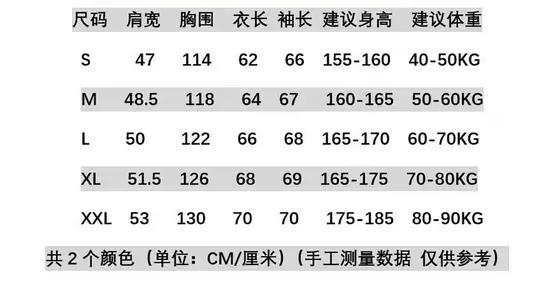 尺码 肩宽 胸围 衣长 袖长 建议身高 建议体重
S 47 114 62 66 155-160 40-50KG
M 48.5 118 64 67 160-165 50-60KG
L 50 122 66 68 165-170 60-70KG
XL 51.5 126 68 69 165-175 70-80KG
XXL 53 130 70 70 175-185 80-90KG
共2个颜色（单位：CM/厘米）（手工测量数据 仅供参考）